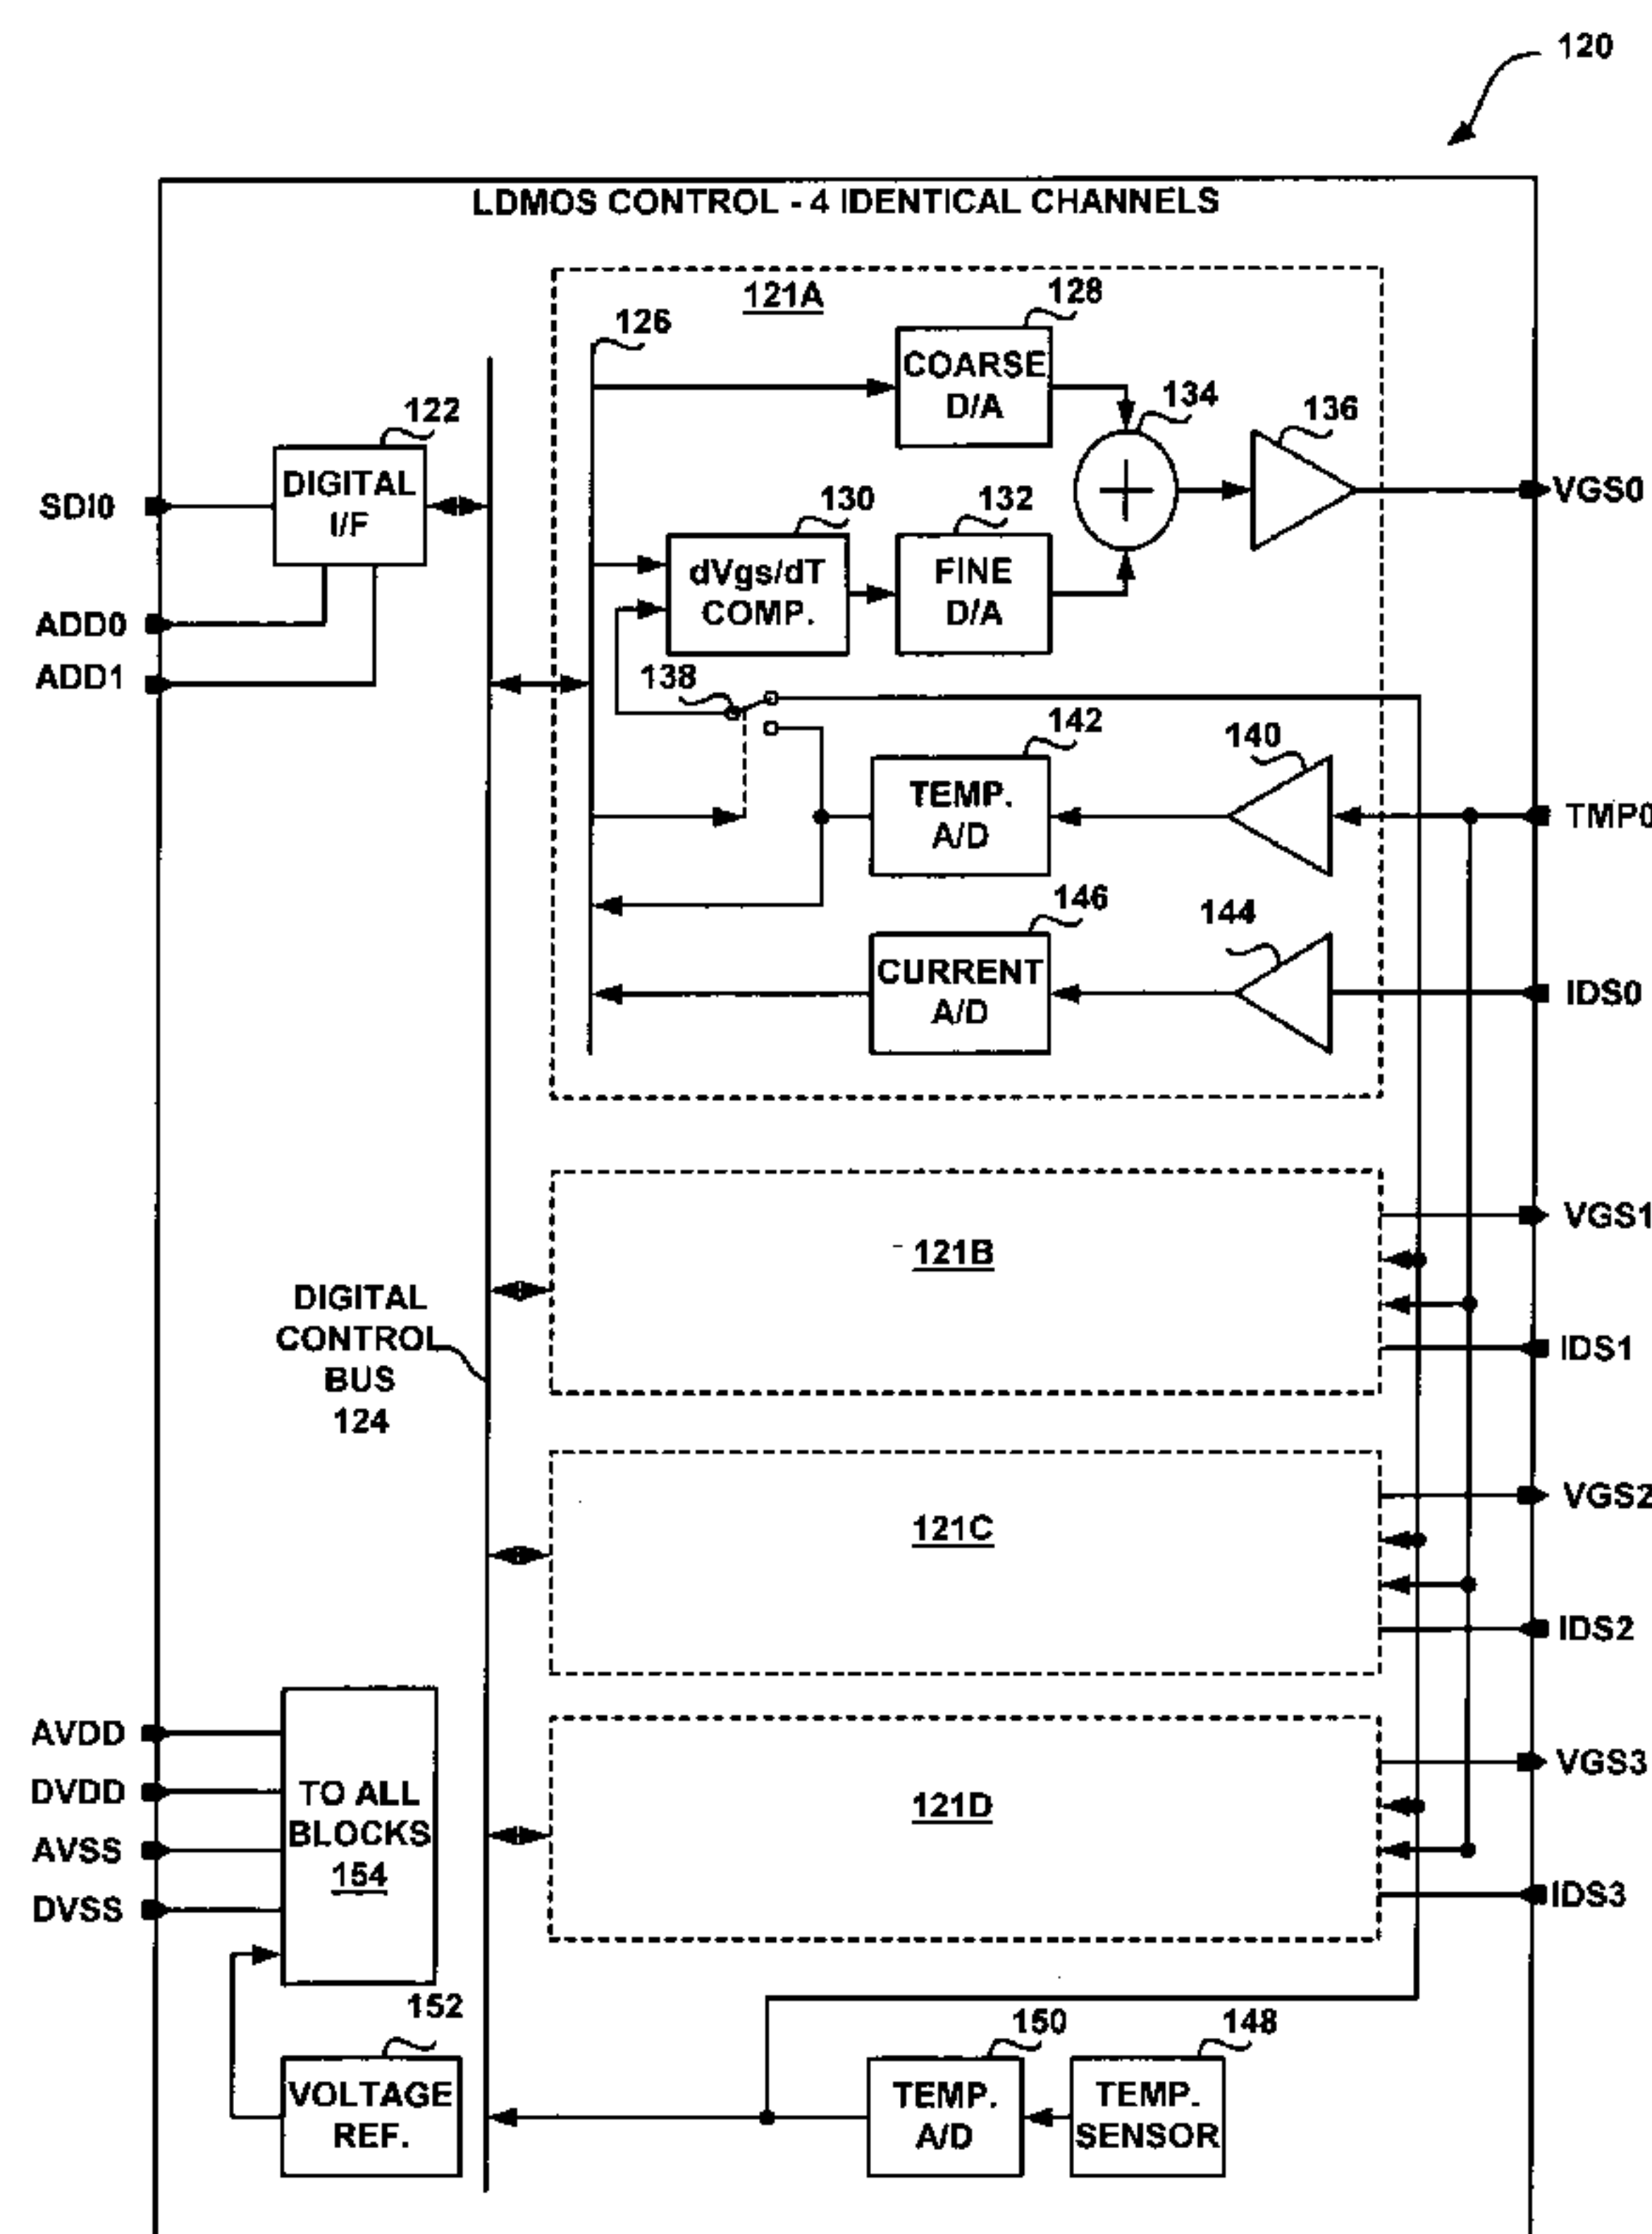 120
LDMOS CONTROL - 4 IDENTICAL CHANNELS
121A
128
126
COARSE
D/A
134
136
122
DIGITAL
I/F
SDI0
VGS0
130
132
dVgs/dT
COMP.
FINE
D/A
ADD0
ADD1
138
142
140
TEMP.
A/D
TMP0
146
144
CURRENT
A/D
IDS0
VGS1
121B
DIGITAL
CONTROL
BUS
124
IDS1
VGS2
121C
IDS2
AVDD
DVDD
AVSS
DVSS
TO ALL
BLOCKS
154
VGS3
121D
IDS3
152
150
148
VOLTAGE
REF.
TEMP.
A/D
TEMP.
SENSOR